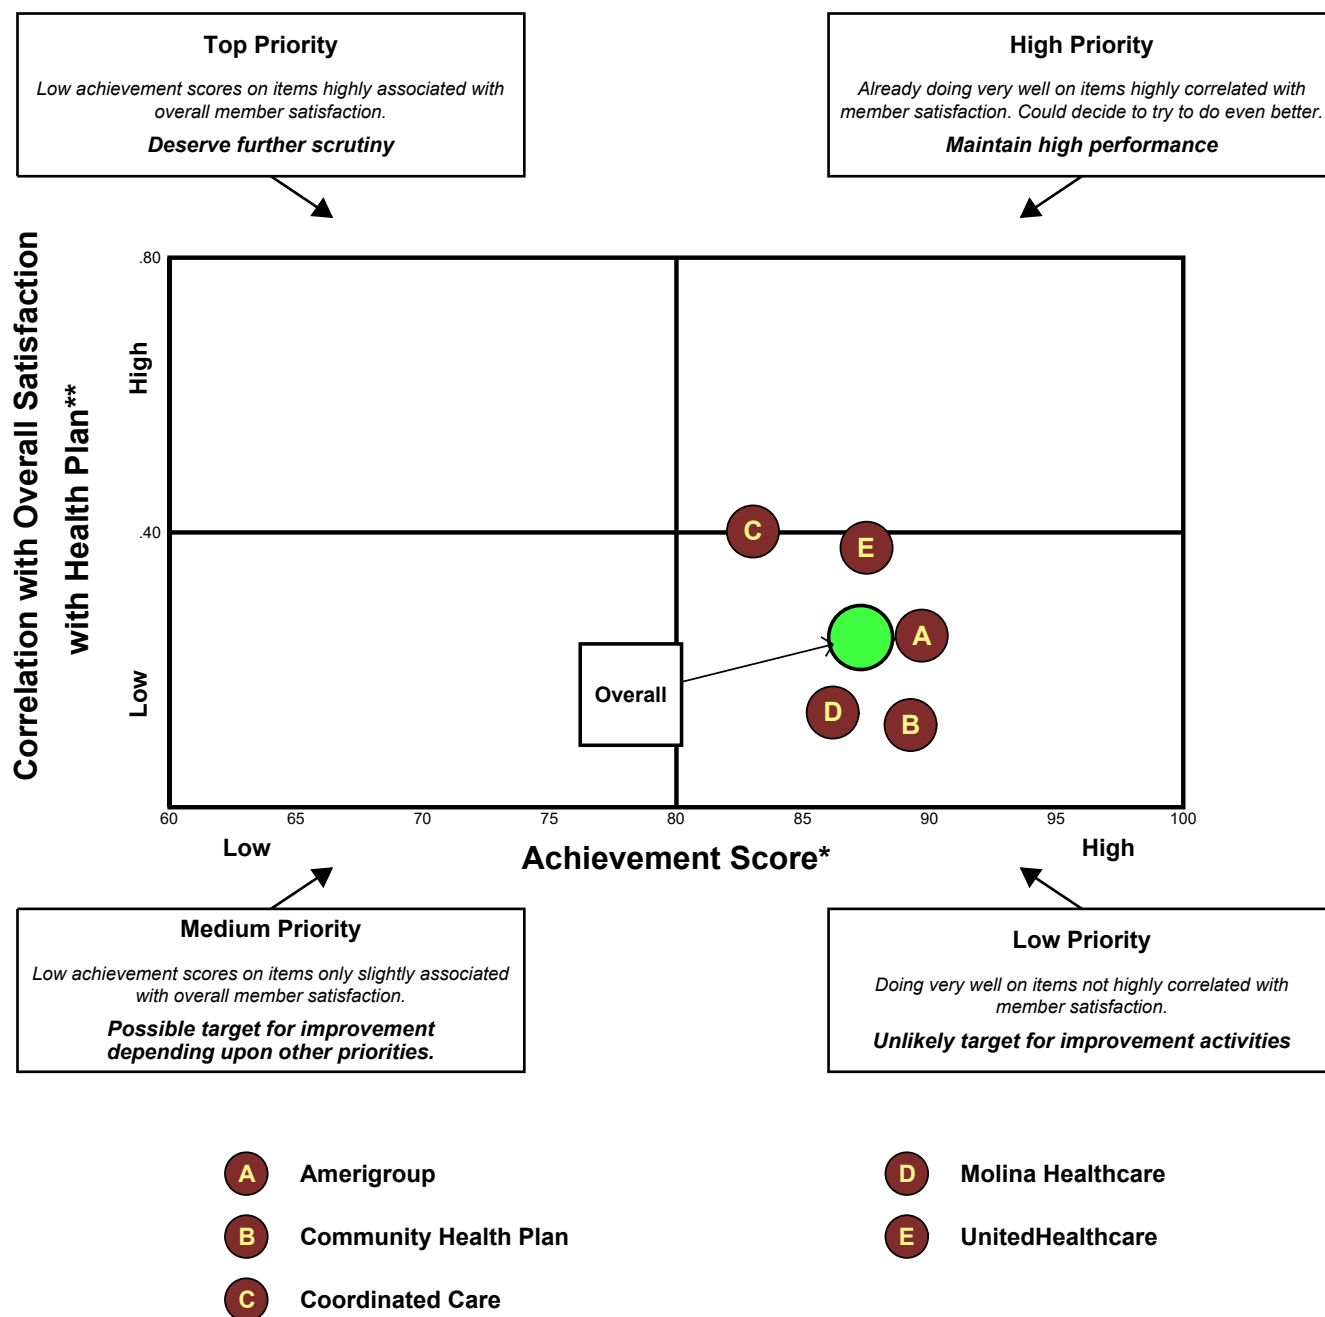 Top Priority
Low achievement scores on items highly associated with
overall member satisfaction.
Deserve further scrutiny
High Priority
Already doing very well on items highly correlated with
member satisfaction. Could decide to try to do even better.
Maintain high performance
Correlation with Overall Satisfaction
with Health Plan**
High
Low
.80
.40
C
E
A
D
B
Overall
60
65
70
75
80
85
90
95
100
Low
Achievement Score*
High
Medium Priority
Low achievement scores on items only slightly associated
with overall member satisfaction.
Possible target for improvement
depending upon other priorities.
Low Priority
Doing very well on items not highly correlated with
member satisfaction.
Unlikely target for improvement activities
A Amerigroup
B Community Health Plan
C Coordinated Care
D Molina Healthcare
E UnitedHealthcare